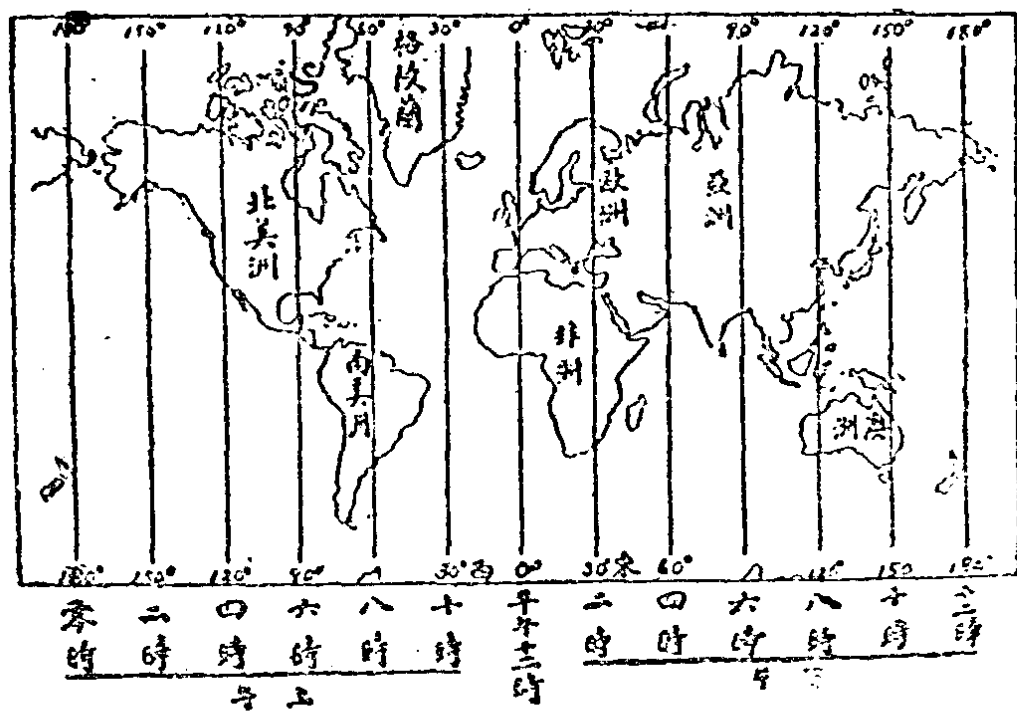 180° 150° 120° 90° 60° 30° 0° 30° 90° 120° 150° 180°
格陵蘭
北美洲
歐洲
亞洲
非洲
南美洲
澳洲
180° 150° 120° 90° 30° 西 0° 30° 東 60° 120° 150° 180°
零時 二時 四時 六時 八時 十時 正午十二時 二時 四時 六時 八時 十時 十二時
上午 下午